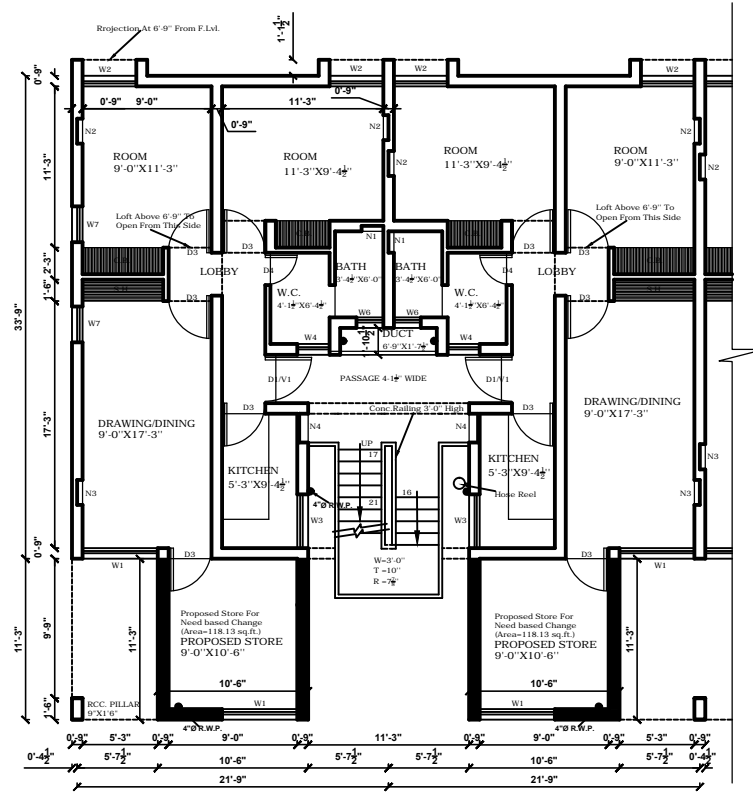 Rrojection At 6'-9" From F.Lvl.
1'-1½"
W2 W2 W2 W2
0'-9"
0'-9" 9'-0" 11'-3" 0'-9"
0'-9"
N2 N2 N2
11'-3"
ROOM
9'-0"X11'-3"
ROOM
11'-3"X9'-4½"
ROOM
11'-3"X9'-4½"
ROOM
9'-0"X11'-3"
N2
W7
Loft Above 6'-9" To
Open From This Side
Loft Above 6'-9" To
Open From This Side
D3 D3 N1 N1 D3 D3
2'-3"
C.B. C.B. C.B. C.B.
LOBBY D4 BATH
3'-4½"X6'-0"
BATH
3'-4½"X6'-0"
D4 LOBBY
1'-6"
S.U. D3 D3 S.U.
W.C.
4'-1½"X6'-4½"
W.C.
4'-1½"X6'-4½"
33'-9"
W7
W6 W6
W4 DUCT
6'-9"X1'-7½"
W4
1'-10½"
D1/V1 PASSAGE 4'-1½" WIDE D1/V1
DRAWING/DINING
9'-0"X17'-3"
DRAWING/DINING
9'-0"X17'-3"
D3 Conc.Railing 3'-0" High D3
17'-3"
N4 N4
UP
17
KITCHEN
5'-3"X9'-4½"
KITCHEN
5'-3"X9'-4½"
N3 N3
16
21
Hose Reel
4"Ø R.W.P.
W3 W3
0'-9"
D3 D3
W1 W1
W=3'-0"
T =10"
R =7⅞"
11'-3"
9'-9"
11'-3" 11'-3"
Proposed Store For
Need based Change
(Area=118.13 sq.ft.)
PROPOSED STORE
9'-0"X10'-6"
Proposed Store For
Need based Change
(Area=118.13 sq.ft.)
PROPOSED STORE
9'-0"X10'-6"
10'-6" 10'-6"
1'-6"
RCC. PILLAR
9"X1'6"
W1 W1
4"Ø R.W.P. 4"Ø R.W.P.
0'-9" 5'-3" 0'-9" 9'-0" 0'-9" 11'-3" 0'-9" 9'-0" 0'-9" 5'-3" 0'-9"
0'-4½" 5'-7½" 10'-6" 5'-7½" 5'-7½" 10'-6" 5'-7½" 0'-4½"
21'-9" 21'-9"